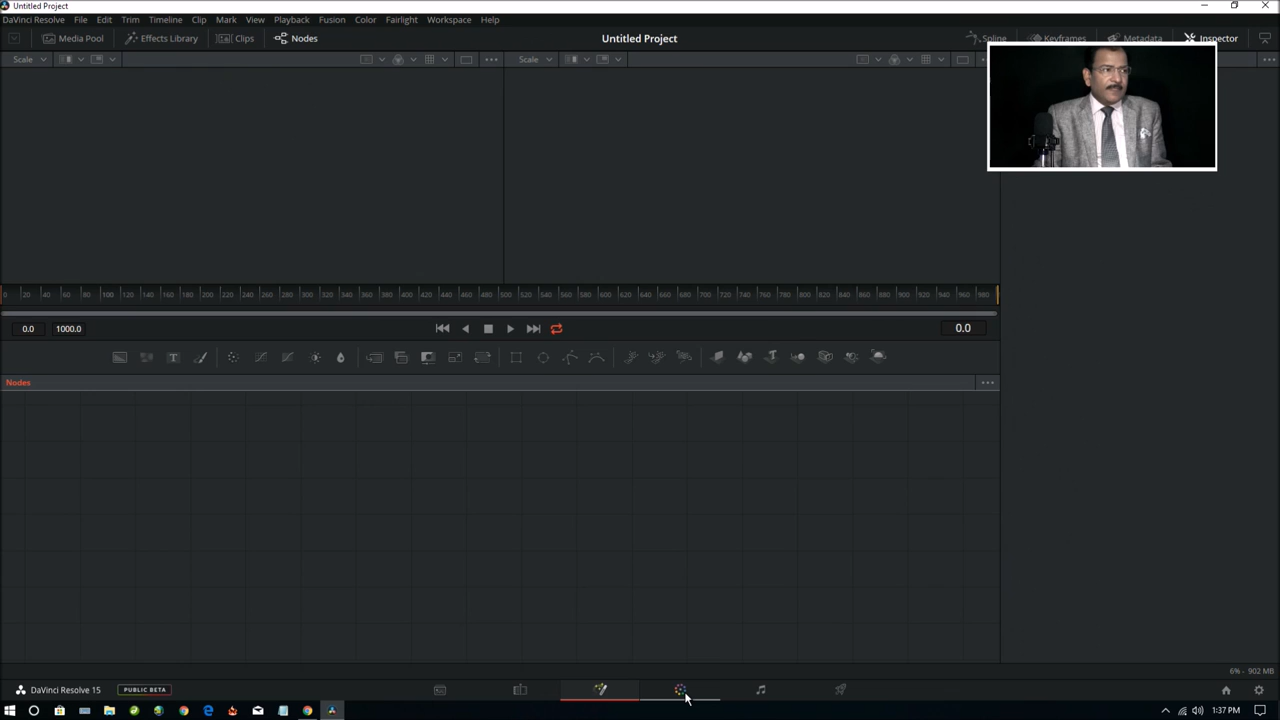 Untitled Project
DaVinci Resolve File Edit Trim Timeline Clip Mark View Playback Fusion Color Fairlight Workspace Help
Media Pool Effects Library Clips Nodes Untitled Project Spline Keyframes Metadata Inspector
Scale Scale
0 20 40 60 80 100 120 140 160 180 200 220 240 260 280 300 320 340 360 380 400 420 440 460 480 500 520 540 560 580 600 620 640 660 680 700 720 740 760 780 800 820 840 860 880 900 920 940 960 980
0.0 1000.0 0.0
Nodes
6% - 902 MB
DaVinci Resolve 15 PUBLIC BETA
1:37 PM